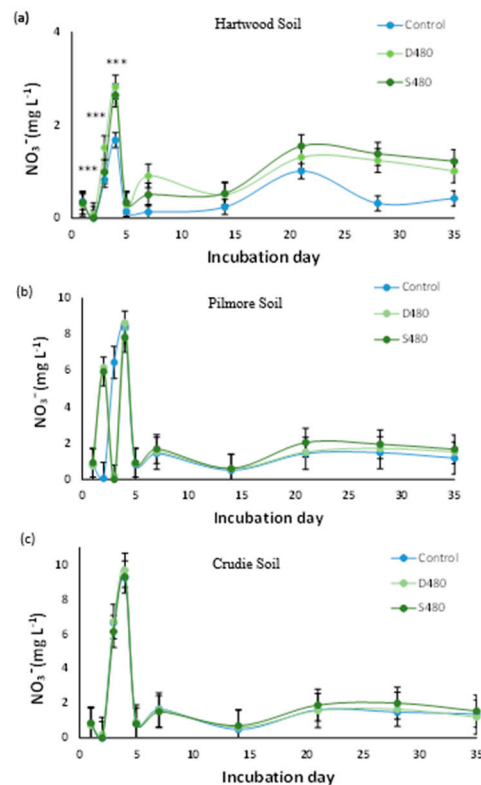 (a)
Hartwood Soil
Control
D480
S480
***
***
***
4
2
0
NO₃⁻ (mg L⁻¹)
0 5 10 15 20 25 30 35
Incubation day
(b)
Pilmore Soil
Control
D480
S480
10
8
6
4
2
0
NO₃⁻ (mg L⁻¹)
0 5 10 15 20 25 30 35
Incubation day
(c)
Crudie Soil
Control
D480
S480
10
8
6
4
2
0
NO₃⁻ (mg L⁻¹)
0 5 10 15 20 25 30 35
Incubation day